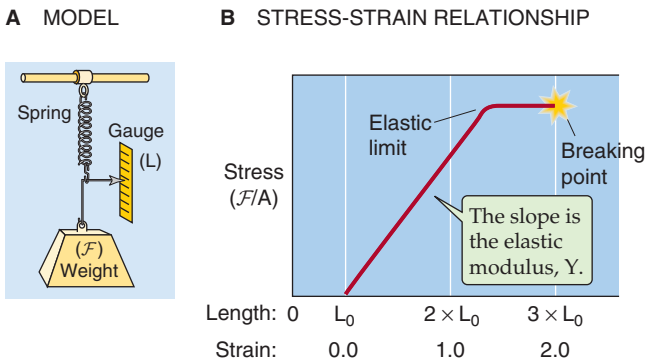 A MODEL
Spring
Gauge
(L)
(ℱ)
Weight
B STRESS-STRAIN RELATIONSHIP
Stress
(ℱ/A)
Elastic
limit
Breaking
point
The slope is
the elastic
modulus, Y.
Length: 0 L₀ 2 × L₀ 3 × L₀
Strain: 0.0 1.0 2.0